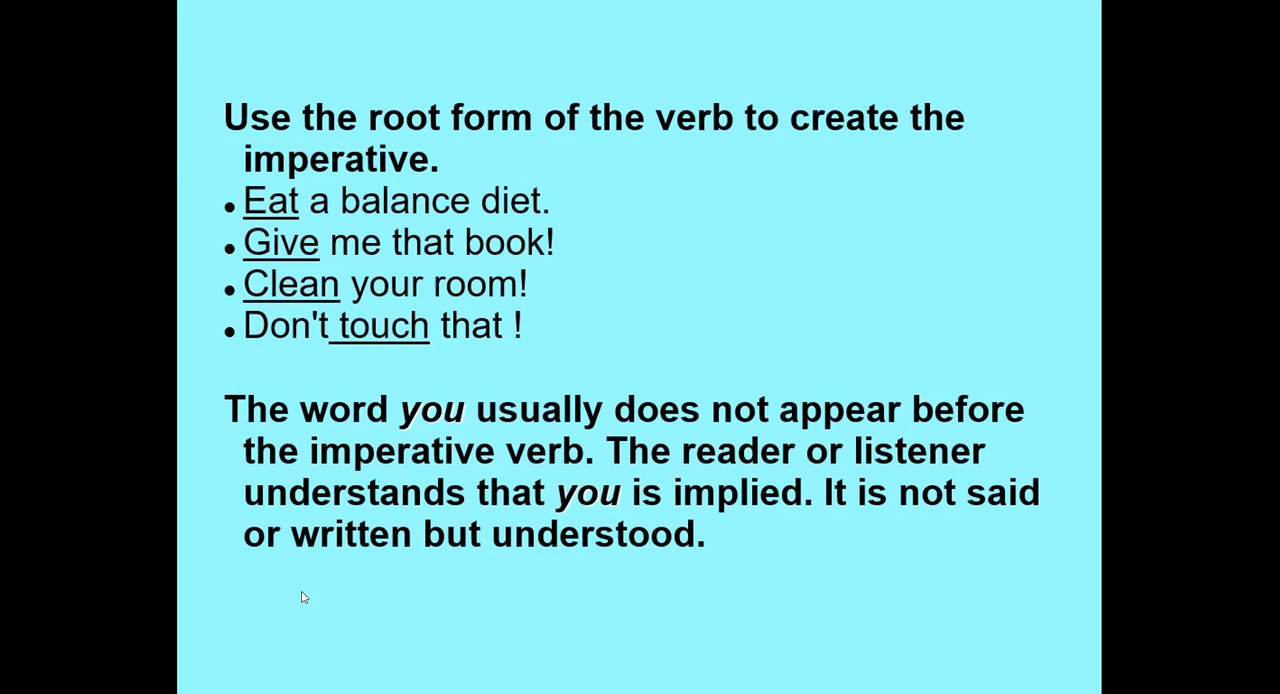 Use the root form of the verb to create the
imperative.
• Eat a balance diet.
• Give me that book!
• Clean your room!
• Don't touch that !
The word you usually does not appear before
the imperative verb. The reader or listener
understands that you is implied. It is not said
or written but understood.